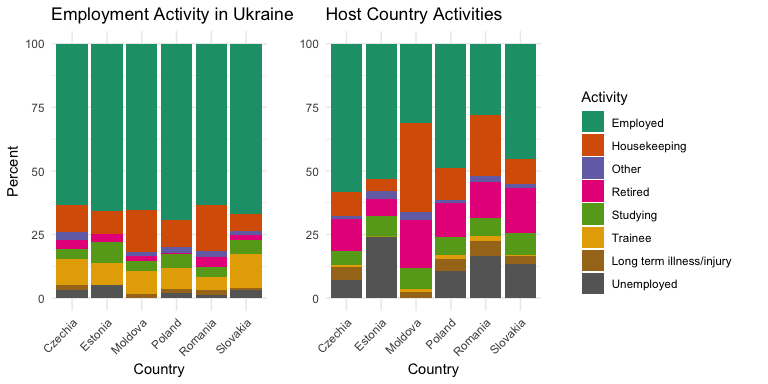 Employment Activity in Ukraine
Host Country Activities
Percent
100
75
50
25
0
Czechia
Estonia
Moldova
Poland
Romania
Slovakia
Country
100
75
50
25
0
Czechia
Estonia
Moldova
Poland
Romania
Slovakia
Country
Activity
Employed
Housekeeping
Other
Retired
Studying
Trainee
Long term illness/injury
Unemployed